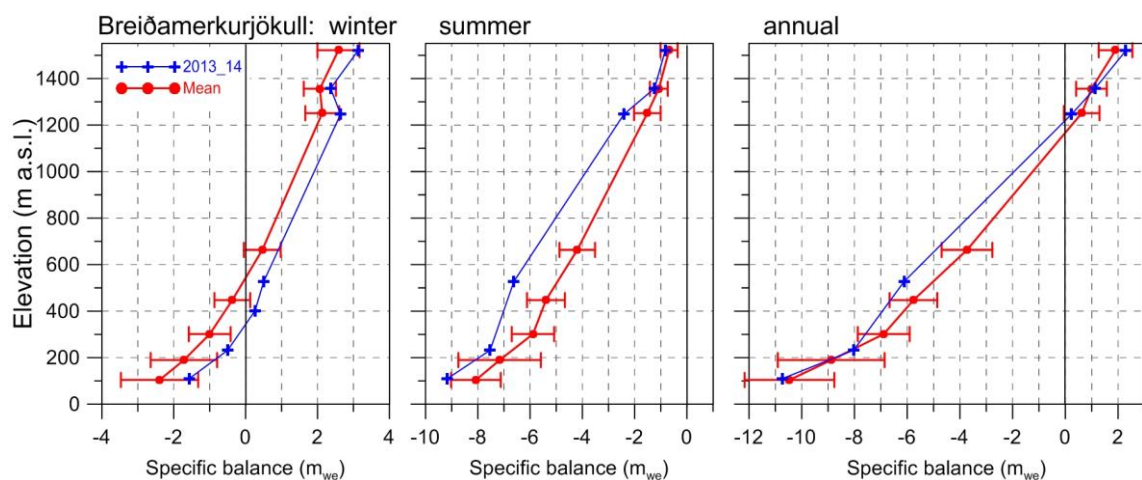 Breiðamerkurjökull: winter
summer
annual
2013_14
Mean
Elevation (m a.s.l.)
1400
1200
1000
800
600
400
200
0
-4 -2 0 2 4
-10 -8 -6 -4 -2 0
-12 -10 -8 -6 -4 -2 0 2
Specific balance (mwe)
Specific balance (mwe)
Specific balance (mwe)